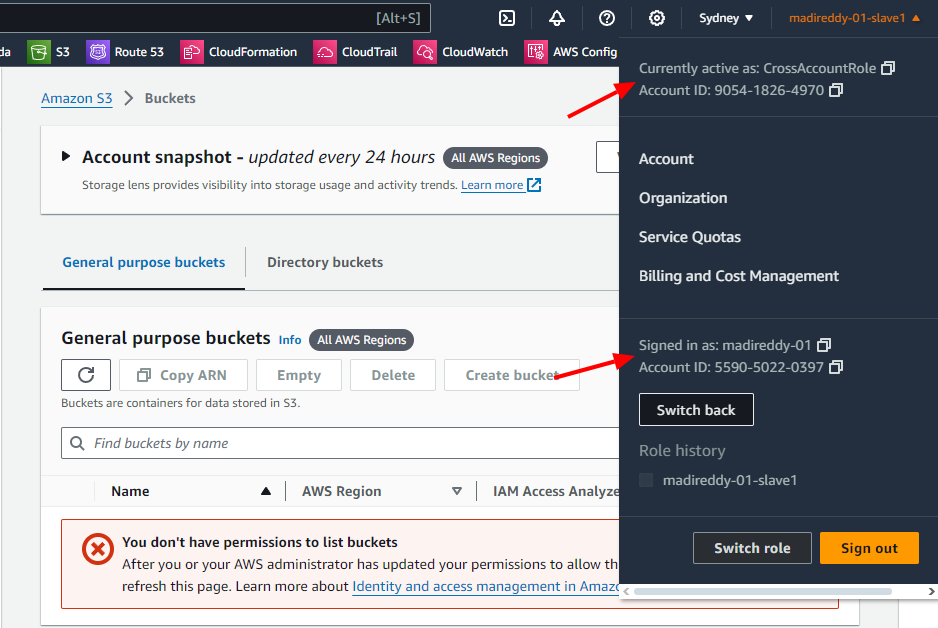 [Alt+S]
Sydney ▼
madireddy-01-slave1 ▲
da
S3
Route 53
CloudFormation
CloudTrail
CloudWatch
AWS Config
Amazon S3 > Buckets
Account snapshot - updated every 24 hours
All AWS Regions
Storage lens provides visibility into storage usage and activity trends. Learn more
General purpose buckets
Directory buckets
General purpose buckets Info
All AWS Regions
Copy ARN
Empty
Delete
Create bucket
Buckets are containers for data stored in S3.
Find buckets by name
Name
AWS Region
IAM Access Analyze
You don't have permissions to list buckets
After you or your AWS administrator has updated your permissions to allow th
refresh this page. Learn more about Identity and access management in Amazo
Currently active as: CrossAccountRole
Account ID: 9054-1826-4970
Account
Organization
Service Quotas
Billing and Cost Management
Signed in as: madireddy-01
Account ID: 5590-5022-0397
Switch back
Role history
madireddy-01-slave1
Switch role
Sign out